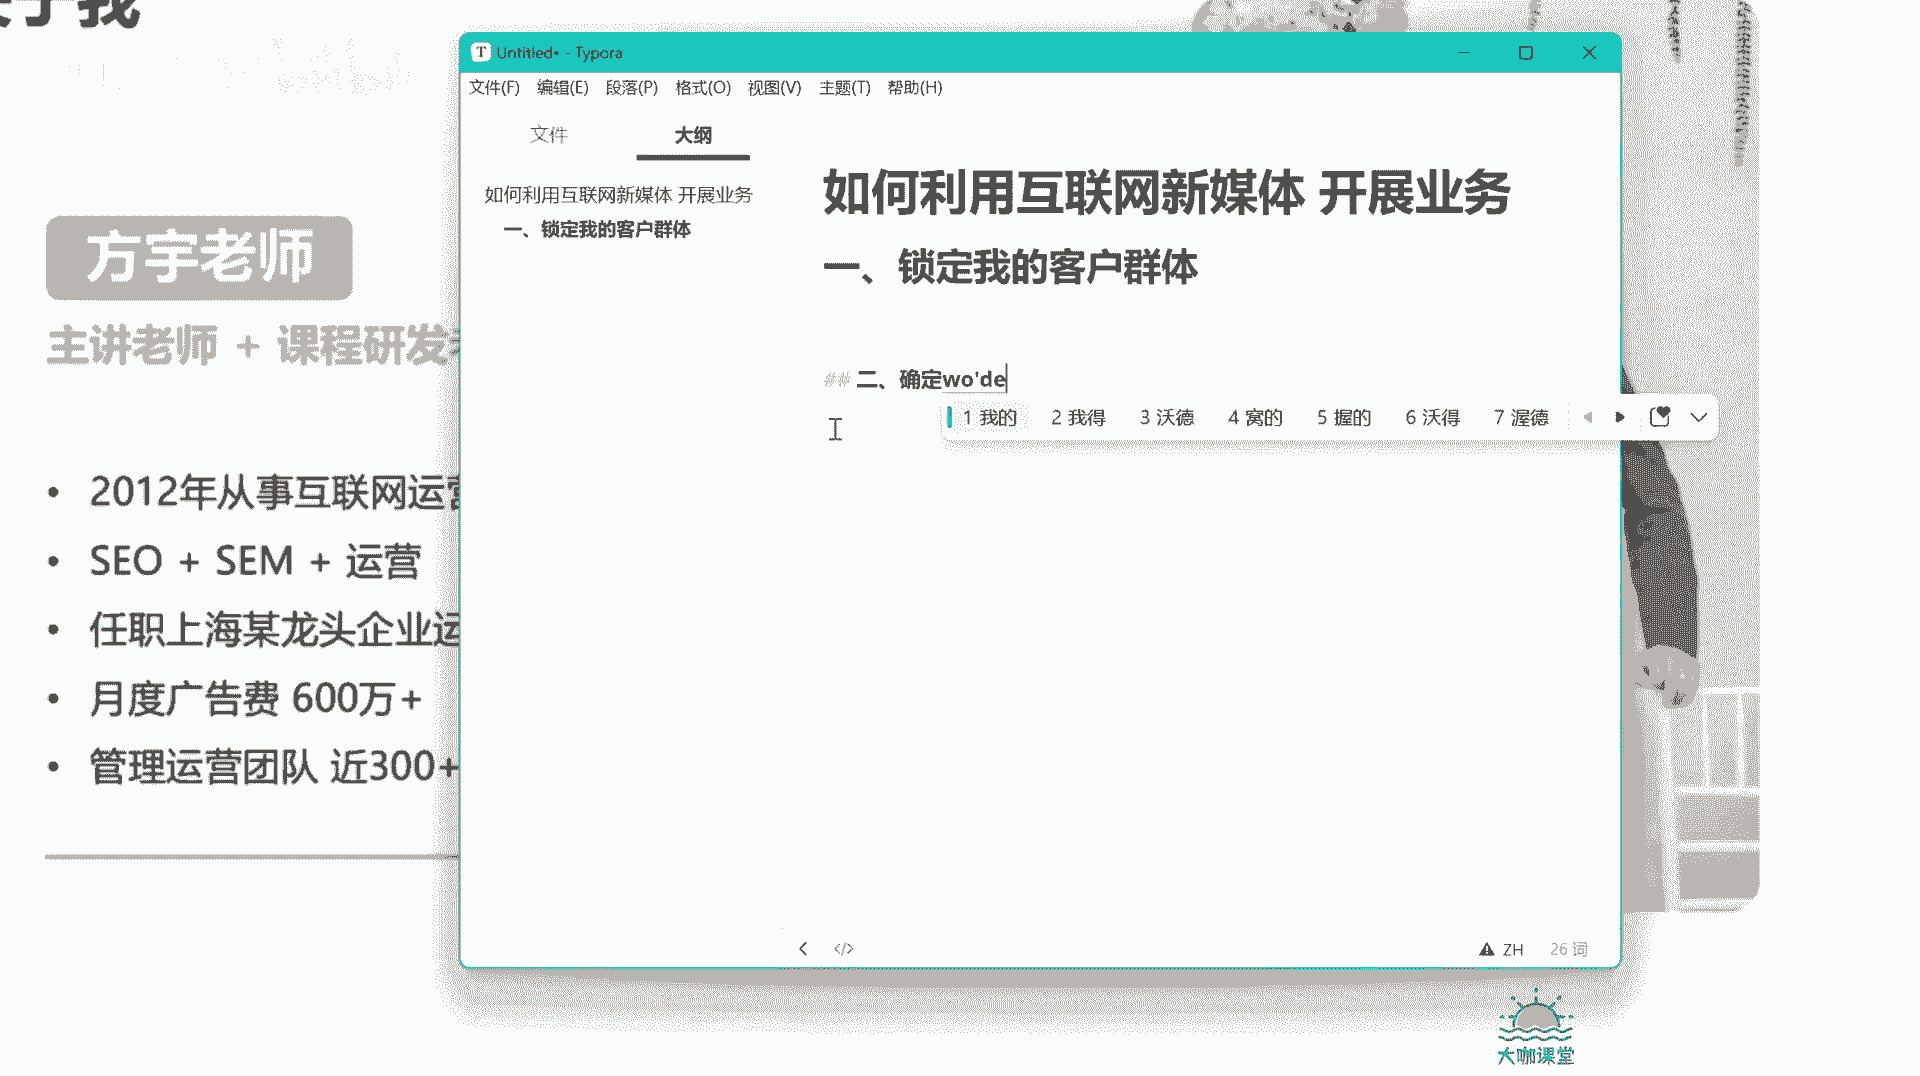 关于我
方宇老师
主讲老师 + 课程研发
2012年从事互联网运营
SEO + SEM + 运营
任职上海某龙头企业运
月度广告费 600万+
管理运营团队 近300+
Untitled• - Typora
文件(F) 编辑(E) 段落(P) 格式(O) 视图(V) 主题(T) 帮助(H)
文件 大纲
如何利用互联网新媒体 开展业务
一、锁定我的客户群体
如何利用互联网新媒体 开展业务
一、锁定我的客户群体
## 二、确定wo'de
1 我的 2 我得 3 沃德 4 窝的 5 握的 6 沃得 7 渥德
</> ZH 26 词
大咖课堂